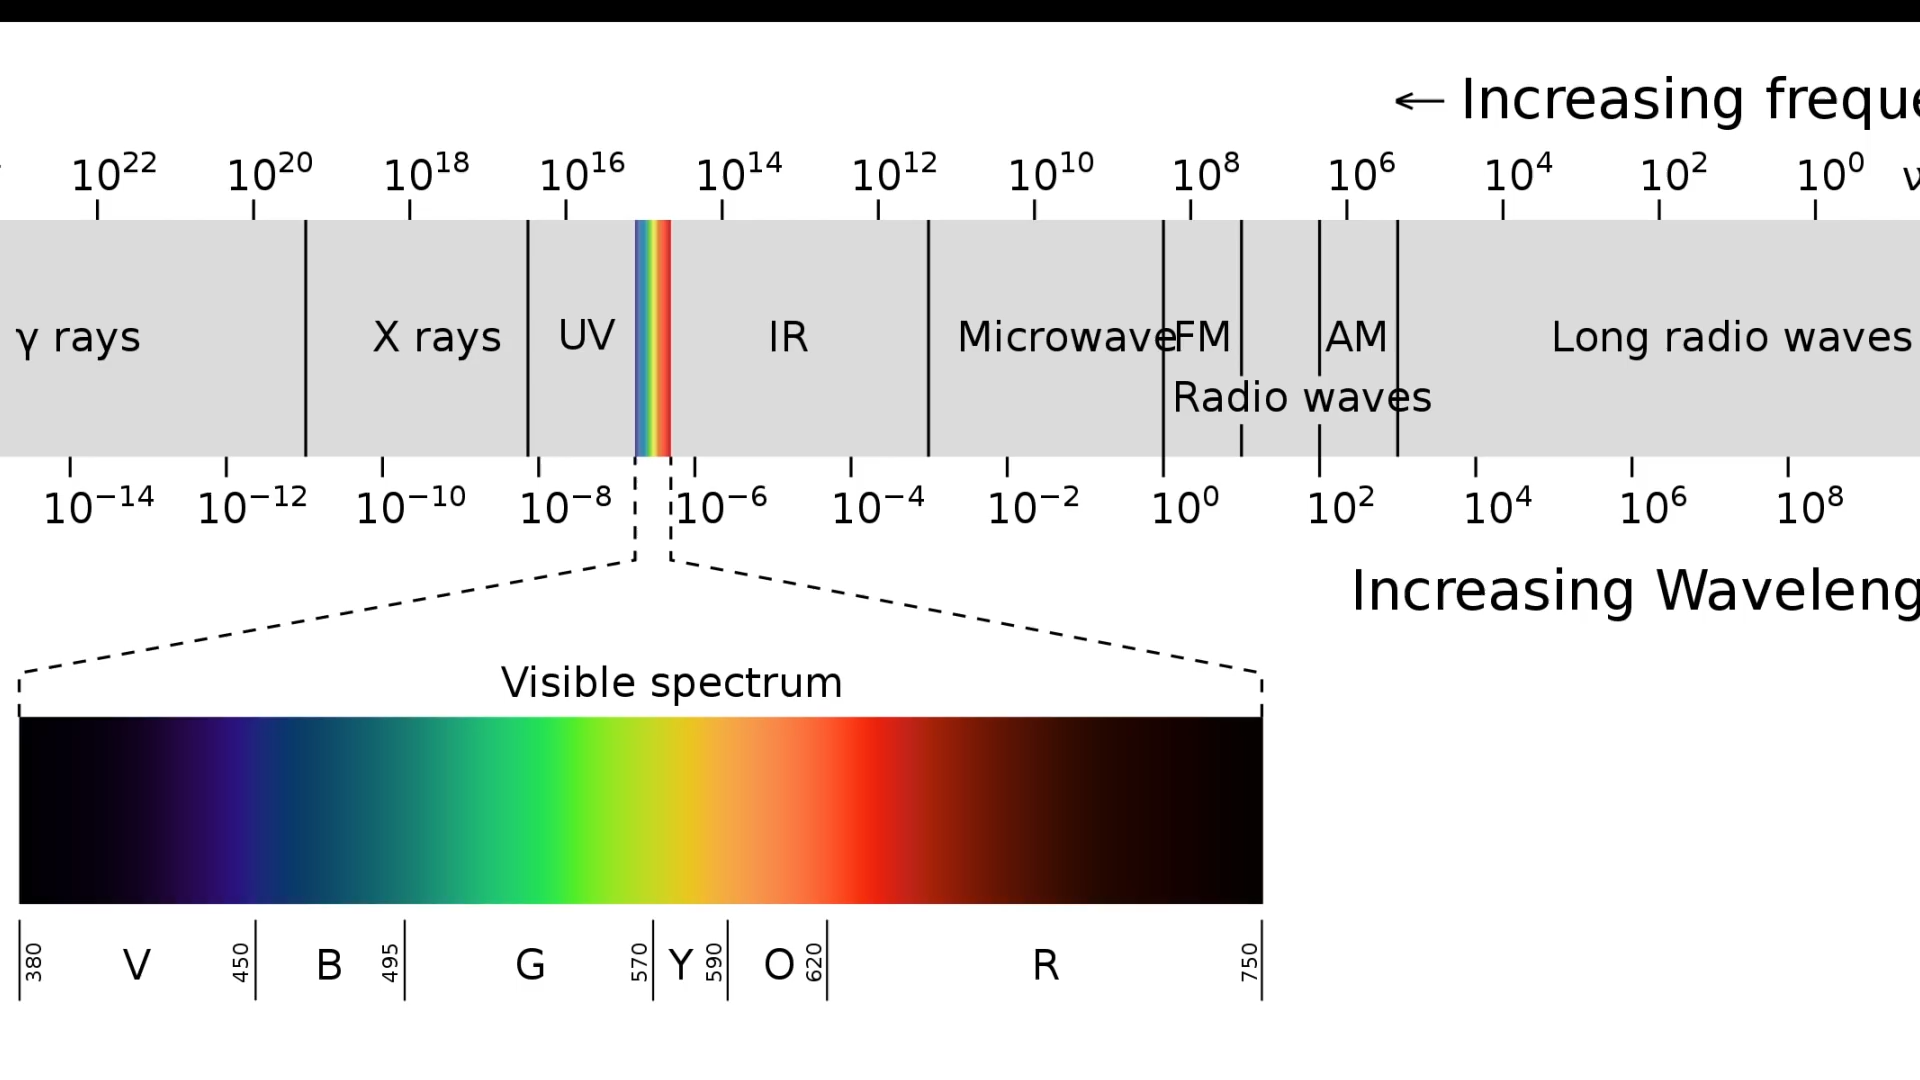 ← Increasing freque
10²² 10²⁰ 10¹⁸ 10¹⁶ 10¹⁴ 10¹² 10¹⁰ 10⁸ 10⁶ 10⁴ 10² 10⁰ ν
γ rays X rays UV IR Microwave FM AM Long radio waves
Radio waves
10⁻¹⁴ 10⁻¹² 10⁻¹⁰ 10⁻⁸ 10⁻⁶ 10⁻⁴ 10⁻² 10⁰ 10² 10⁴ 10⁶ 10⁸
Increasing Waveleng
Visible spectrum
380 V 450 B 495 G 570 Y 590 O 620 R 750